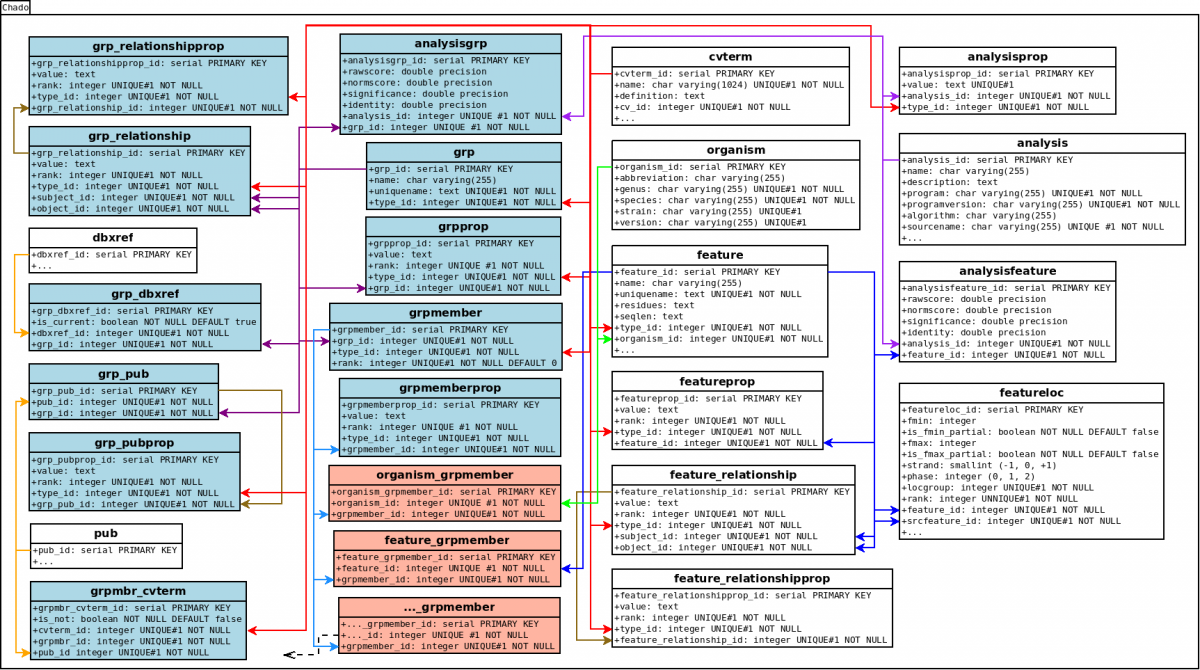 Chado
grp_relationshipprop
+grp_relationshipprop_id: serial PRIMARY KEY
+value: text
+rank: integer UNIQUE#1 NOT NULL
+type_id: integer UNIQUE#1 NOT NULL
+grp_relationship_id: integer UNIQUE#1 NOT NULL
grp_relationship
+grp_relationship_id: serial PRIMARY KEY
+value: text
+rank: integer UNIQUE#1 NOT NULL
+type_id: integer UNIQUE#1 NOT NULL
+subject_id: integer UNIQUE#1 NOT NULL
+object_id: integer UNIQUE#1 NOT NULL
dbxref
+dbxref_id: serial PRIMARY KEY
+...
grp_dbxref
+grp_dbxref_id: serial PRIMARY KEY
+is_current: boolean NOT NULL DEFAULT true
+dbxref_id: integer UNIQUE#1 NOT NULL
+grp_id: integer UNIQUE#1 NOT NULL
grp_pub
+grp_pub_id: serial PRIMARY KEY
+pub_id: integer UNIQUE#1 NOT NULL
+grp_id: integer UNIQUE#1 NOT NULL
grp_pubprop
+grp_pubprop_id: serial PRIMARY KEY
+value: text
+rank: integer UNIQUE#1 NOT NULL
+type_id: integer UNIQUE#1 NOT NULL
+grp_pub_id: integer UNIQUE#1 NOT NULL
pub
+pub_id: serial PRIMARY KEY
+...
grpmbr_cvterm
+grpmbr_cvterm_id: serial PRIMARY KEY
+is_not: boolean NOT NULL DEFAULT false
+cvterm_id: integer UNIQUE#1 NOT NULL
+grpmbr_id: integer UNIQUE#1 NOT NULL
+pub_id integer UNIQUE#1 NOT NULL
analysisgrp
+analysisgrp_id: serial PRIMARY KEY
+rawscore: double precision
+normscore: double precision
+significance: double precision
+identity: double precision
+analysis_id: integer UNIQUE #1 NOT NULL
+grp_id: integer UNIQUE #1 NOT NULL
grp
+grp_id: serial PRIMARY KEY
+name: char varying(255)
+uniquename: text UNIQUE#1 NOT NULL
+type_id: integer UNIQUE#1 NOT NULL
grpprop
+grpprop_id: serial PRIMARY KEY
+value: text
+rank: integer UNIQUE #1 NOT NULL
+type_id: integer UNIQUE#1 NOT NULL
+grp_id: integer UNIQUE#1 NOT NULL
grpmember
+grpmember_id: serial PRIMARY KEY
+grp_id: integer UNIQUE#1 NOT NULL
+type_id: integer UNIQUE#1 NOT NULL
+rank: integer UNIQUE#1 NOT NULL DEFAULT 0
grpmemberprop
+grpmemberprop_id: serial PRIMARY KEY
+value: text
+rank: integer UNIQUE #1 NOT NULL
+type_id: integer UNIQUE#1 NOT NULL
+grpmember_id: integer UNIQUE#1 NOT NULL
organism_grpmember
+organism_grpmember_id: serial PRIMARY KEY
+organism_id: integer UNIQUE #1 NOT NULL
+grpmember_id: integer UNIQUE#1 NOT NULL
feature_grpmember
+feature_grpmember_id: serial PRIMARY KEY
+feature_id: integer UNIQUE #1 NOT NULL
+grpmember_id: integer UNIQUE#1 NOT NULL
..._grpmember
+..._grpmember_id: serial PRIMARY KEY
+..._id: integer UNIQUE #1 NOT NULL
+grpmember_id: integer UNIQUE#1 NOT NULL
cvterm
+cvterm_id: serial PRIMARY KEY
+name: char varying(1024) UNIQUE#1 NOT NULL
+definition: text
+cv_id: integer UNIQUE#1 NOT NULL
+...
organism
+organism_id: serial PRIMARY KEY
+abbreviation: char varying(255)
+genus: char varying(255) UNIQUE#1 NOT NULL
+species: char varying(255) UNIQUE#1 NOT NULL
+strain: char varying(255) UNIQUE#1
+version: char varying(255) UNIQUE#1
feature
+feature_id: serial PRIMARY KEY
+name: char varying(255)
+uniquename: text UNIQUE#1 NOT NULL
+residues: text
+seqlen: text
+type_id: integer UNIQUE#1 NOT NULL
+organism_id: integer UNIQUE#1 NOT NULL
+...
featureprop
+featureprop_id: serial PRIMARY KEY
+value: text
+rank: integer UNIQUE#1 NOT NULL
+type_id: integer UNIQUE#1 NOT NULL
+feature_id: integer UNIQUE#1 NOT NULL
feature_relationship
+feature_relationship_id: serial PRIMARY KEY
+value: text
+rank: integer UNIQUE#1 NOT NULL
+type_id: integer UNIQUE#1 NOT NULL
+subject_id: integer UNIQUE#1 NOT NULL
+object_id: integer UNIQUE#1 NOT NULL
feature_relationshipprop
+feature_relationshipprop_id: serial PRIMARY KEY
+value: text
+rank: integer UNIQUE#1 NOT NULL
+type_id: integer UNIQUE#1 NOT NULL
+feature_relationship_id: integer UNIQUE#1 NOT NULL
analysisprop
+analysisprop_id: serial PRIMARY KEY
+value: text UNIQUE#1
+analysis_id: integer UNIQUE#1 NOT NULL
+type_id: integer UNIQUE#1 NOT NULL
analysis
+analysis_id: serial PRIMARY KEY
+name: char varying(255)
+description: text
+program: char varying(255) UNIQUE#1 NOT NULL
+programversion: char varying(255) UNIQUE#1 NOT NULL
+algorithm: char varying(255)
+sourcename: char varying(255) UNIQUE #1 NOT NULL
+...
analysisfeature
+analysisfeature_id: serial PRIMARY KEY
+rawscore: double precision
+normscore: double precision
+significance: double precision
+identity: double precision
+analysis_id: integer UNIQUE#1 NOT NULL
+feature_id: integer UNIQUE#1 NOT NULL
featureloc
+featureloc_id: serial PRIMARY KEY
+fmin: integer
+is_fmin_partial: boolean NOT NULL DEFAULT false
+fmax: integer
+is_fmax_partial: boolean NOT NULL DEFAULT false
+strand: smallint (-1, 0, +1)
+phase: integer (0, 1, 2)
+locgroup: integer UNIQUE#1 NOT NULL
+rank: integer UNNIQUE#1 NOT NULL
+feature_id: integer UNIQUE#1 NOT NULL
+srcfeature_id: integer UNIQUE#1 NOT NULL
+...